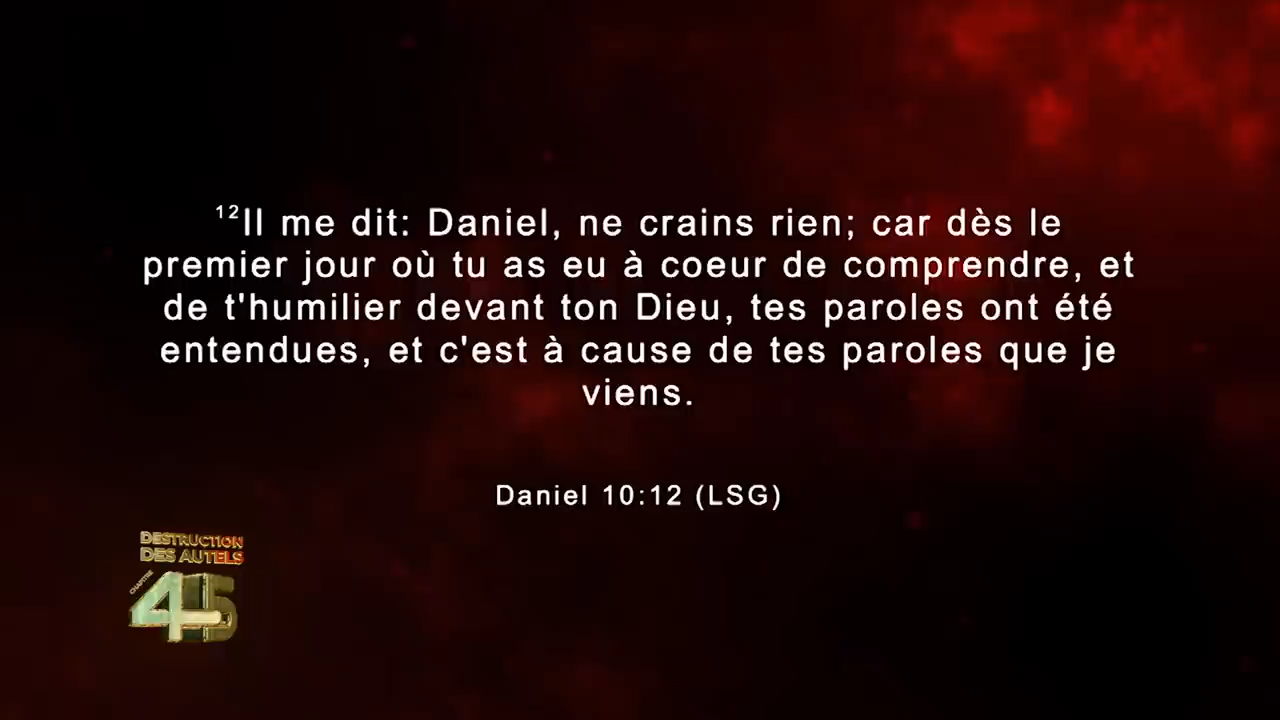 ¹²Il me dit: Daniel, ne crains rien; car dès le
premier jour où tu as eu à coeur de comprendre, et
de t'humilier devant ton Dieu, tes paroles ont été
entendues, et c'est à cause de tes paroles que je
viens.
Daniel 10:12 (LSG)
DESTRUCTION
DES AUTELS
CHAPITRE